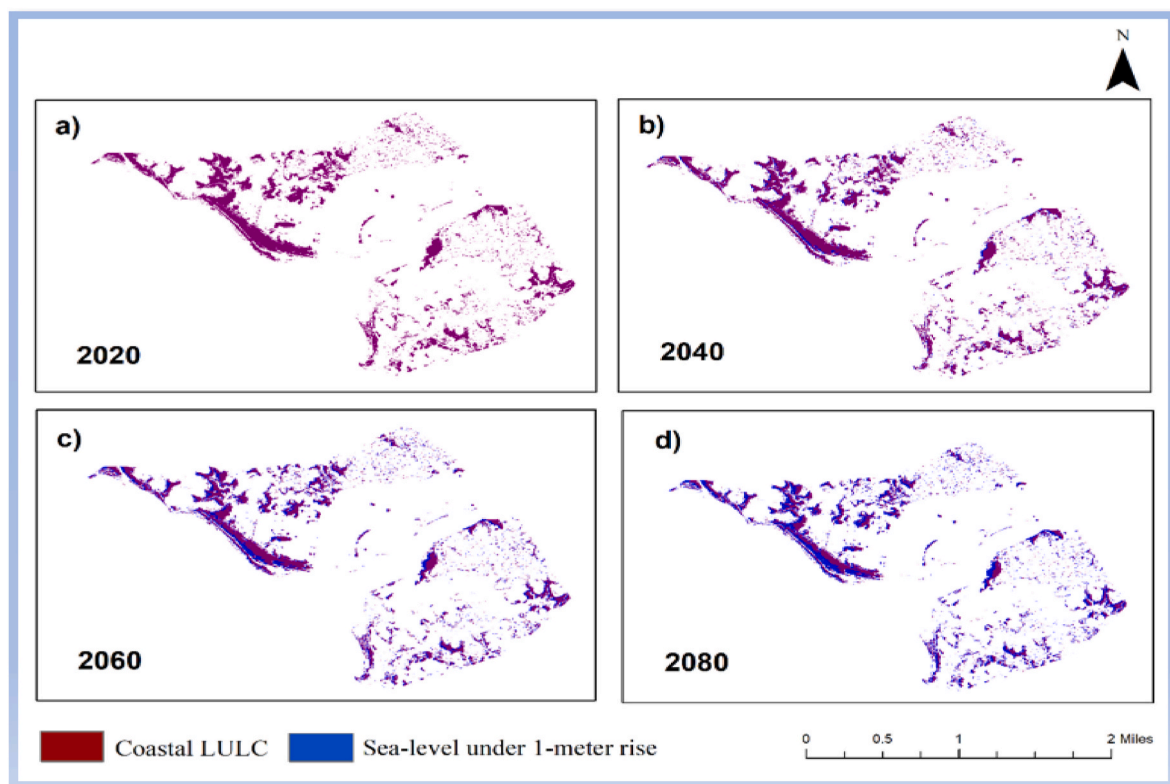 N
a)
b)
2020
2040
c)
d)
2060
2080
Coastal LULC
Sea-level under 1-meter rise
0 0.5 1 2 Miles